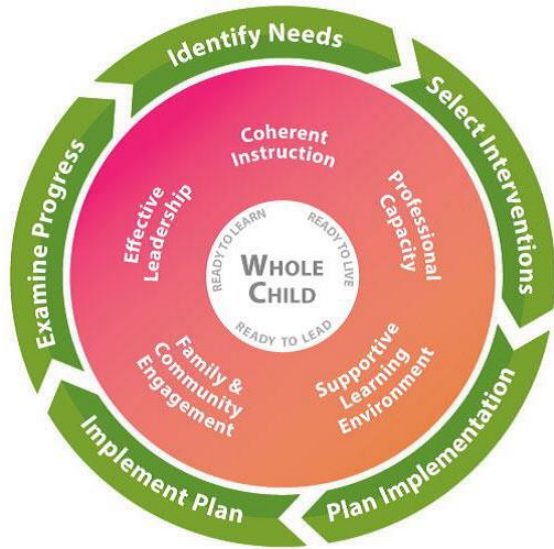 Identify Needs
Select Interventions
Plan Implementation
Implement Plan
Examine Progress
Coherent
Instruction
Professional
Capacity
Supportive
Learning
Environment
Family &
Community
Engagement
Effective
Leadership
READY TO LEARN
READY TO LIVE
READY TO LEAD
WHOLE
CHILD